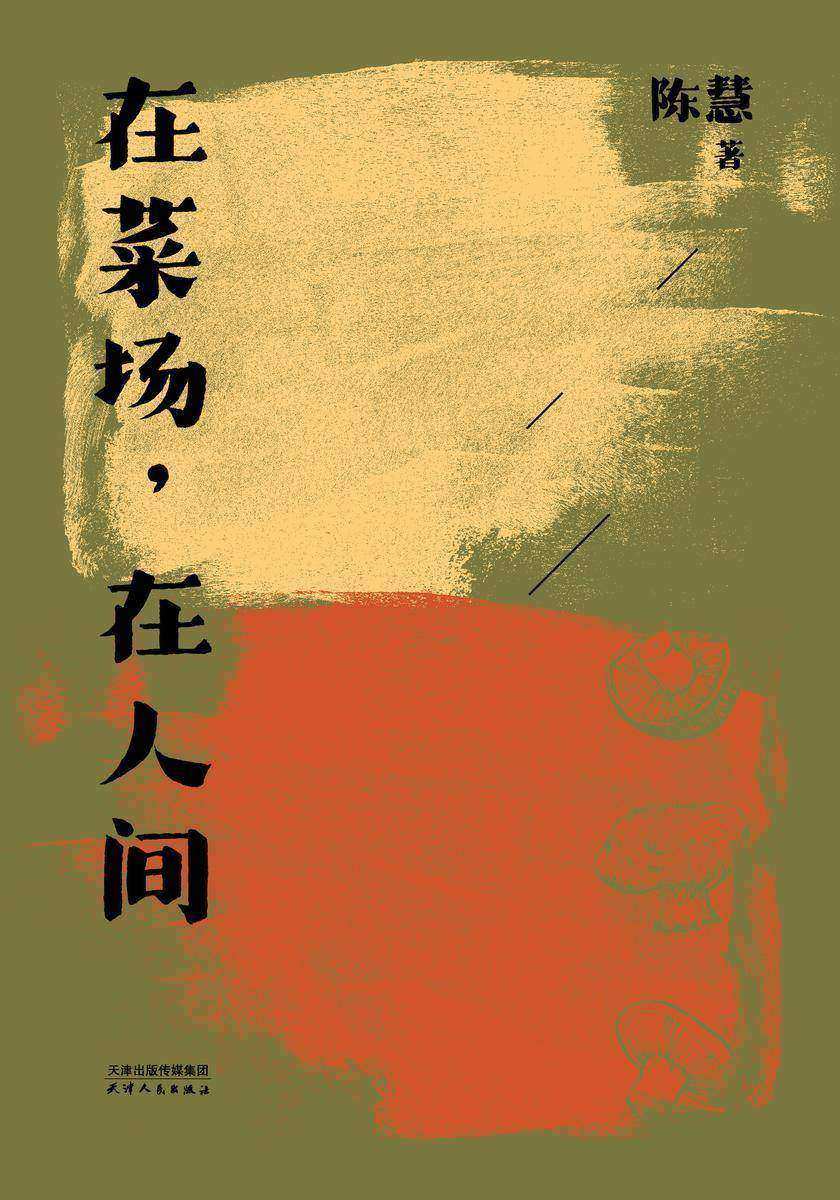 在菜场，在人间
陈慧
著
天津出版传媒集团
天津人民出版社